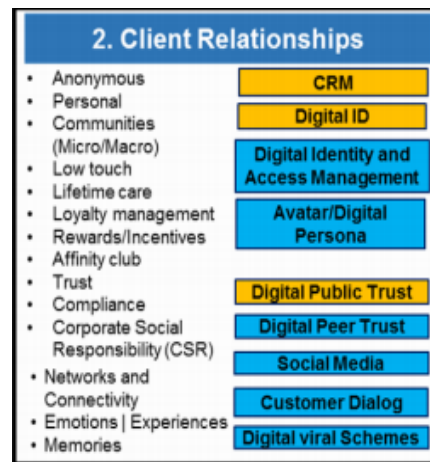 2. Client Relationships
• Anonymous
• Personal
• Communities
(Micro/Macro)
• Low touch
• Lifetime care
• Loyalty management
• Rewards/Incentives
• Affinity club
• Trust
• Compliance
• Corporate Social
Responsibility (CSR)
• Networks and
Connectivity
• Emotions | Experiences
• Memories
CRM
Digital ID
Digital Identity and
Access Management
Avatar/Digital
Persona
Digital Public Trust
Digital Peer Trust
Social Media
Customer Dialog
Digital viral Schemes